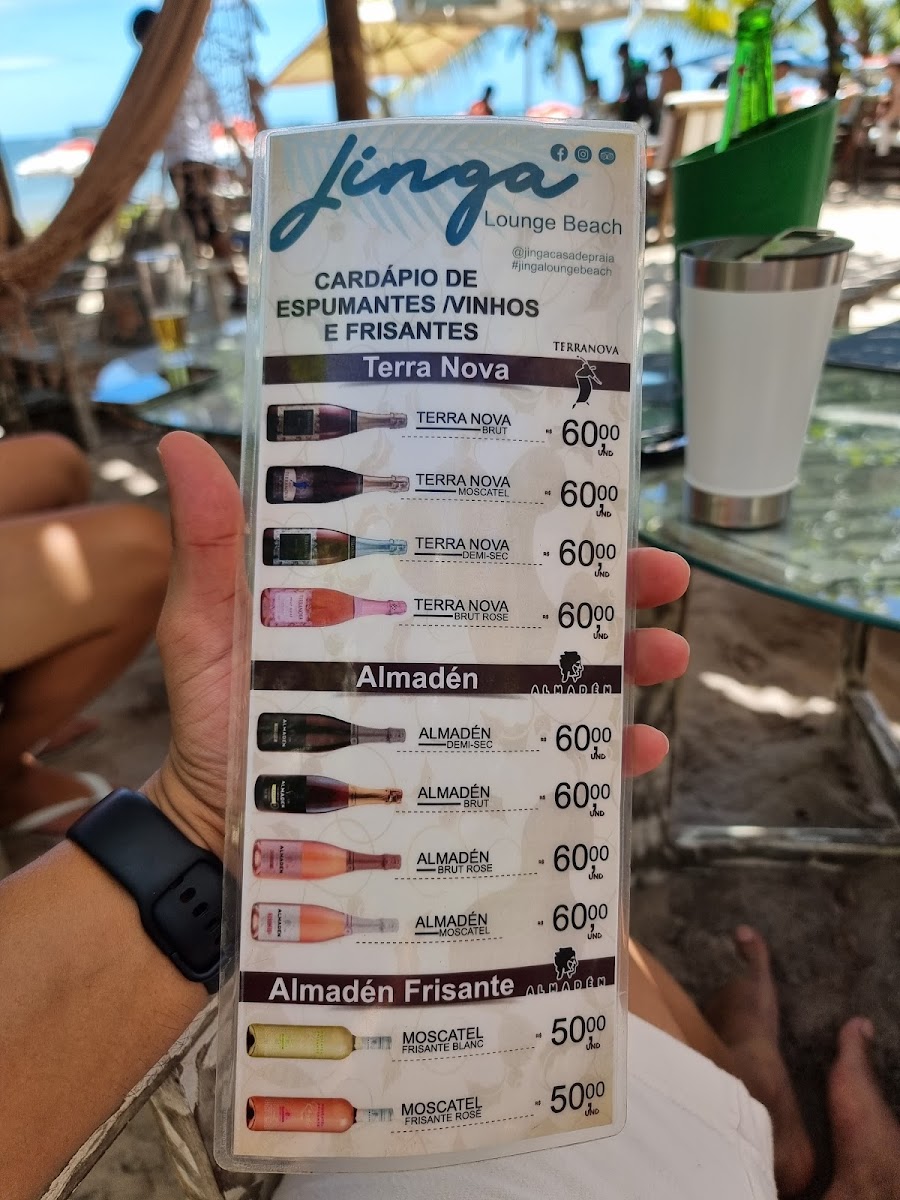 Jinga
Lounge Beach
@jingacasadepraia
#jingaloungebeach
CARDÁPIO DE
ESPUMANTES /VINHOS
E FRISANTES
TERRANOVA
Terra Nova
TERRA NOVA
BRUT
R$ 60,00
UND
TERRA NOVA
MOSCATEL
R$ 60,00
UND
TERRA NOVA
DEMI-SEC
R$ 60,00
UND
TERRA NOVA
BRUT ROSE
R$ 60,00
UND
Almadén
ALMADÉN
ALMADÉN
DEMI-SEC
R$ 60,00
UND
ALMADÉN
BRUT
R$ 60,00
UND
ALMADÉN
BRUT ROSE
R$ 60,00
UND
ALMADÉN
MOSCATEL
R$ 60,00
UND
Almadén Frisante
ALMADÉN
MOSCATEL
FRISANTE BLANC
R$ 50,00
UND
MOSCATEL
FRISANTE ROSÉ
R$ 50,00
UND